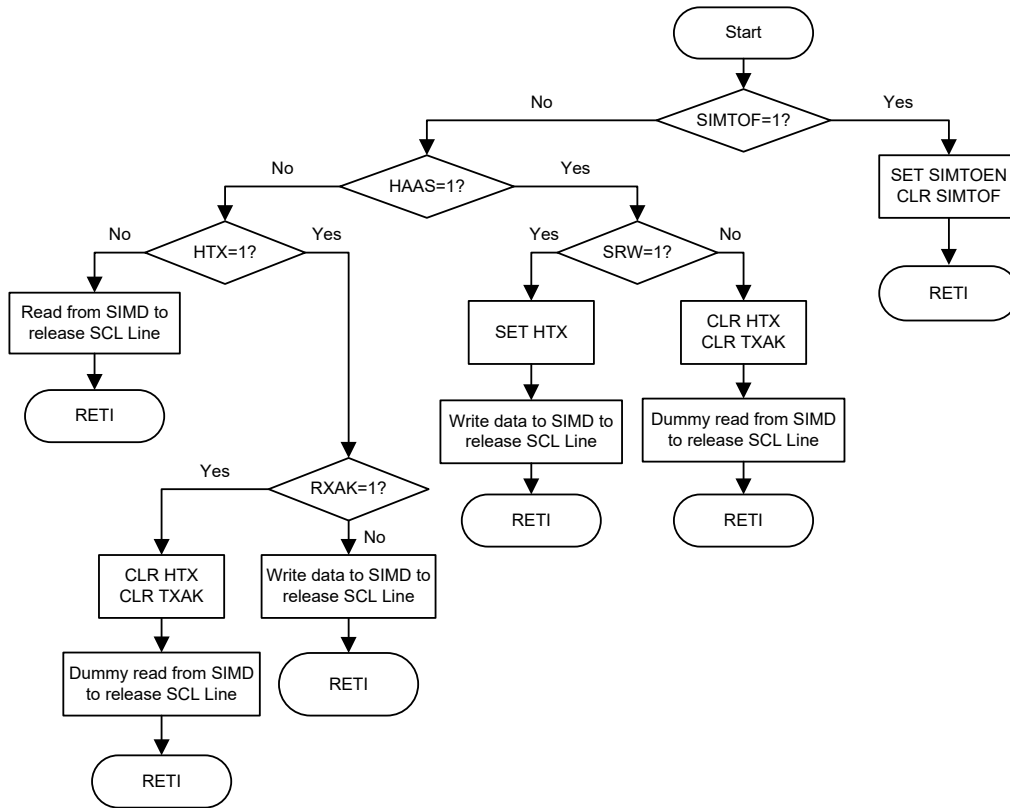 Start
No
Yes
SIMTOF=1?
No
HAAS=1?
Yes
SET SIMTOEN
CLR SIMTOF
No
HTX=1?
Yes
Yes
SRW=1?
No
RETI
Read from SIMD to
release SCL Line
SET HTX
CLR HTX
CLR TXAK
RETI
Write data to SIMD to
release SCL Line
Dummy read from SIMD
to release SCL Line
Yes
RXAK=1?
RETI
RETI
No
CLR HTX
CLR TXAK
Write data to SIMD to
release SCL Line
Dummy read from SIMD
to release SCL Line
RETI
RETI